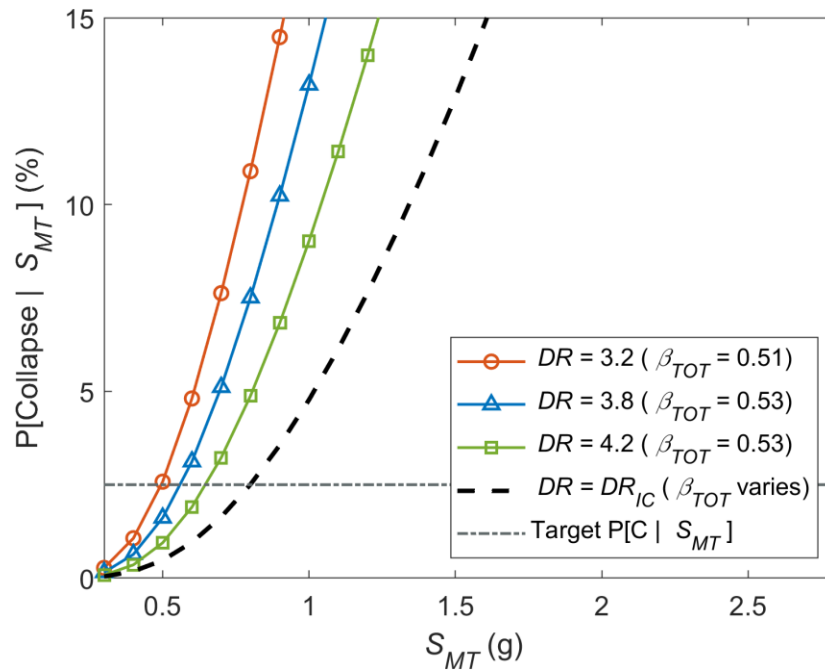 15
10
5
0
P[Collapse | S_MT] (%)
0.5
1
1.5
2
2.5
S_MT (g)
DR = 3.2 ( β_TOT = 0.51)
DR = 3.8 ( β_TOT = 0.53)
DR = 4.2 ( β_TOT = 0.53)
DR = DR_IC ( β_TOT varies)
Target P[C | S_MT]